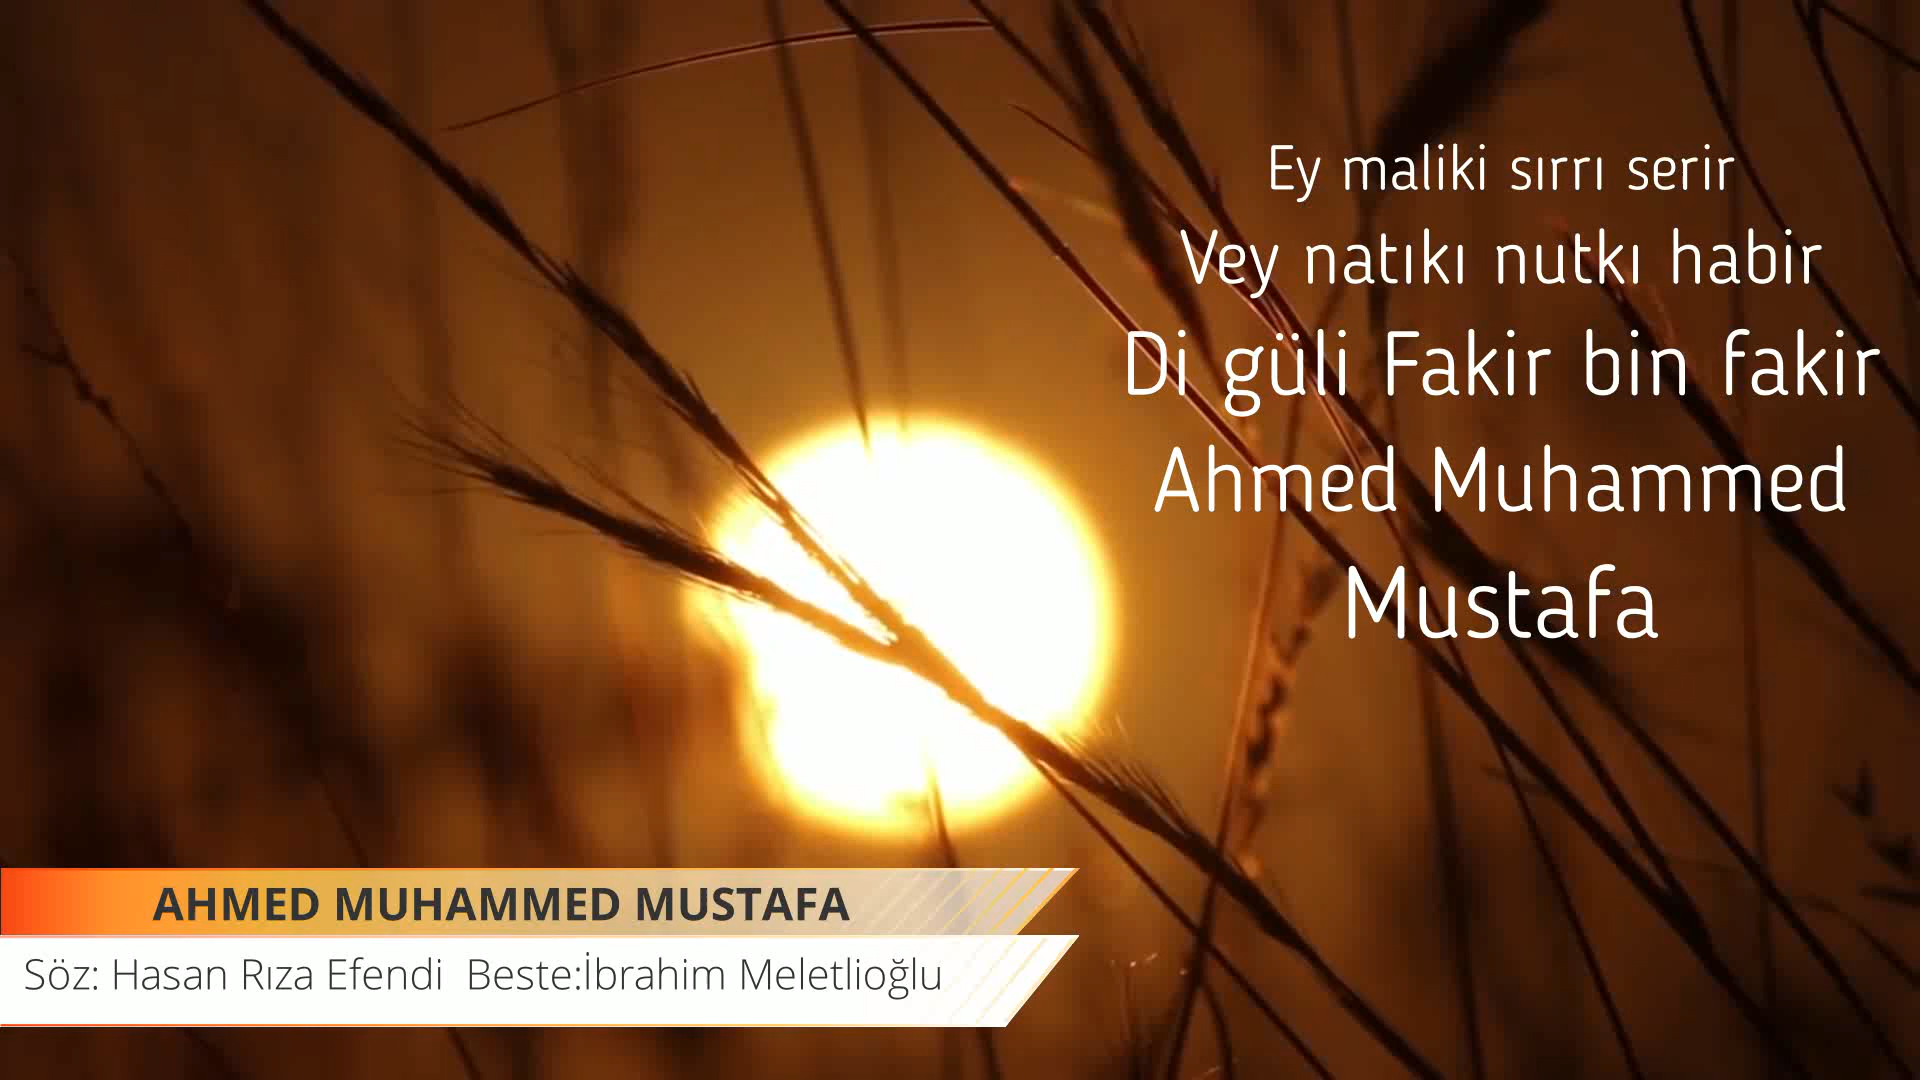 Ey maliki sırrı serir
Vey natıkı nutkı habir
Di güli Fakir bin fakir
Ahmed Muhammed
Mustafa
AHMED MUHAMMED MUSTAFA
Söz: Hasan Rıza Efendi  Beste:İbrahim Meletlioğlu